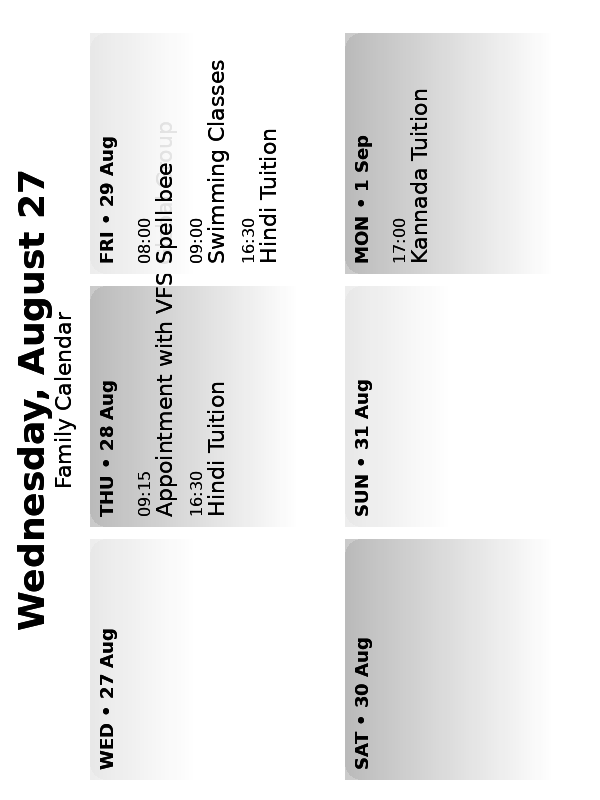 Wednesday, August 27
Family Calendar
WED • 27 Aug
THU • 28 Aug
09:15
Appointment with VFS
16:30
Hindi Tuition
FRI • 29 Aug
08:00
Spell bee
09:00
Swimming Classes
16:30
Hindi Tuition
SAT • 30 Aug
SUN • 31 Aug
MON • 1 Sep
17:00
Kannada Tuition